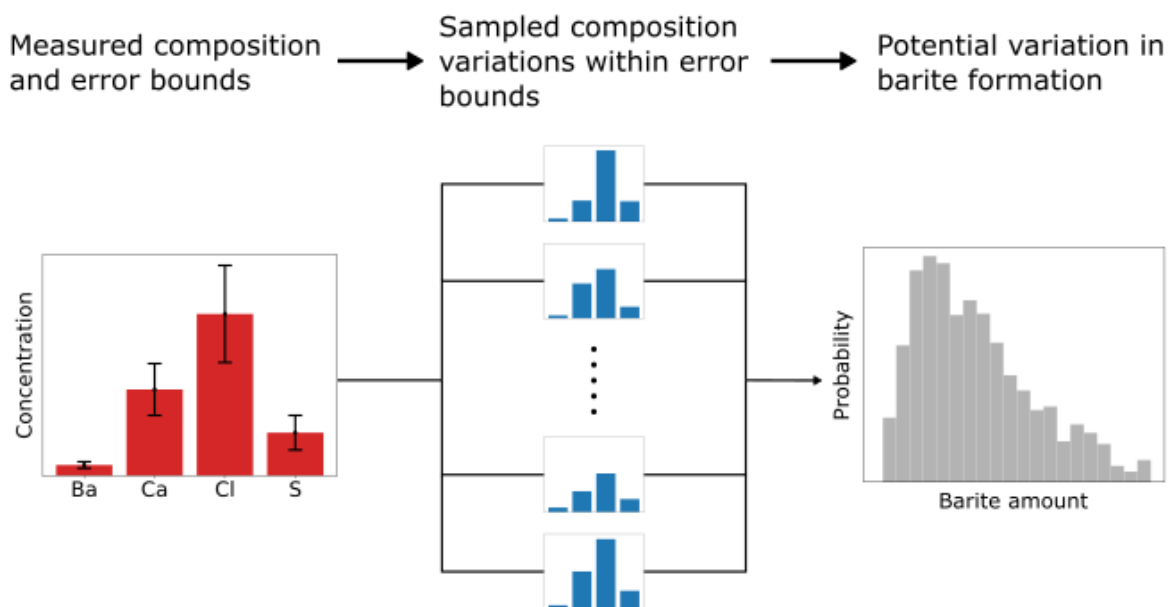 Measured composition
and error bounds
Sampled composition
variations within error
bounds
Potential variation in
barite formation
Concentration
Ba Ca Cl S
Probability
Barite amount